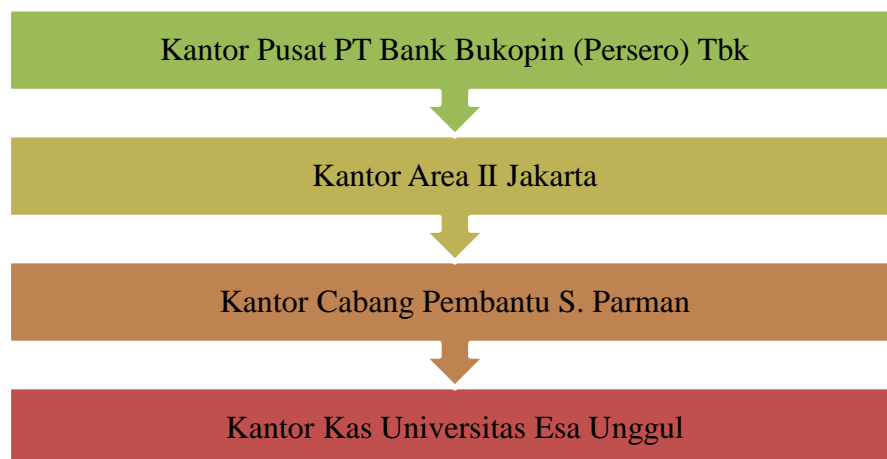 Kantor Pusat PT Bank Bukopin (Persero) Tbk
Kantor Area II Jakarta
Kantor Cabang Pembantu S. Parman
Kantor Kas Universitas Esa Unggul